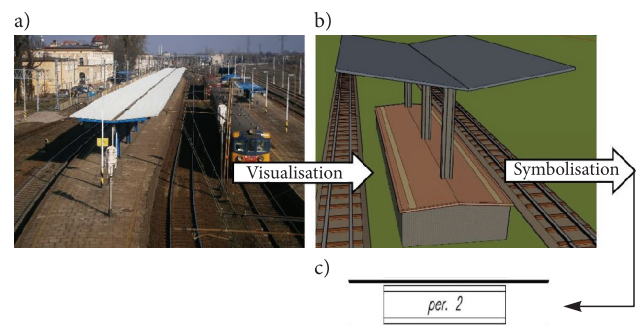 a)
b)
Visualisation
Symbolisation
c)
per. 2